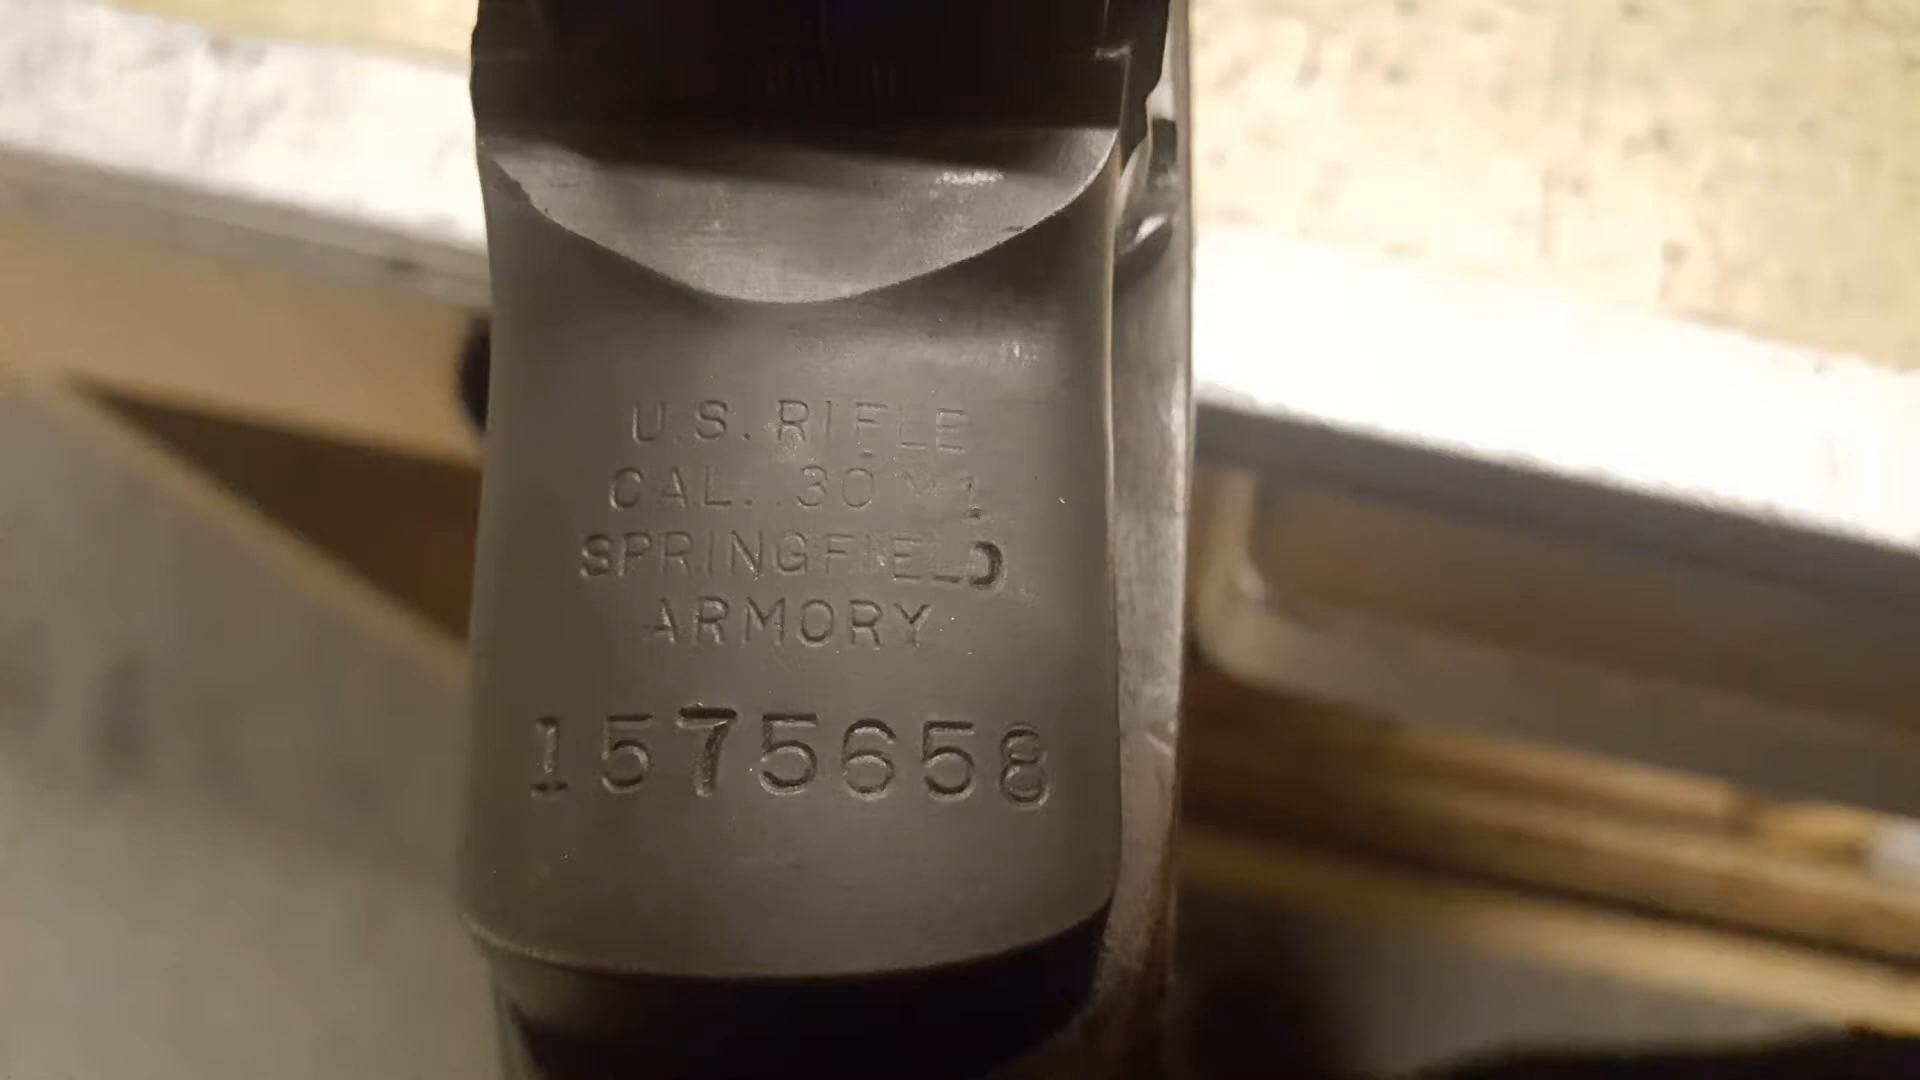 U.S. RIFLE
CAL. .30 M1
SPRINGFIELD
ARMORY
1575658